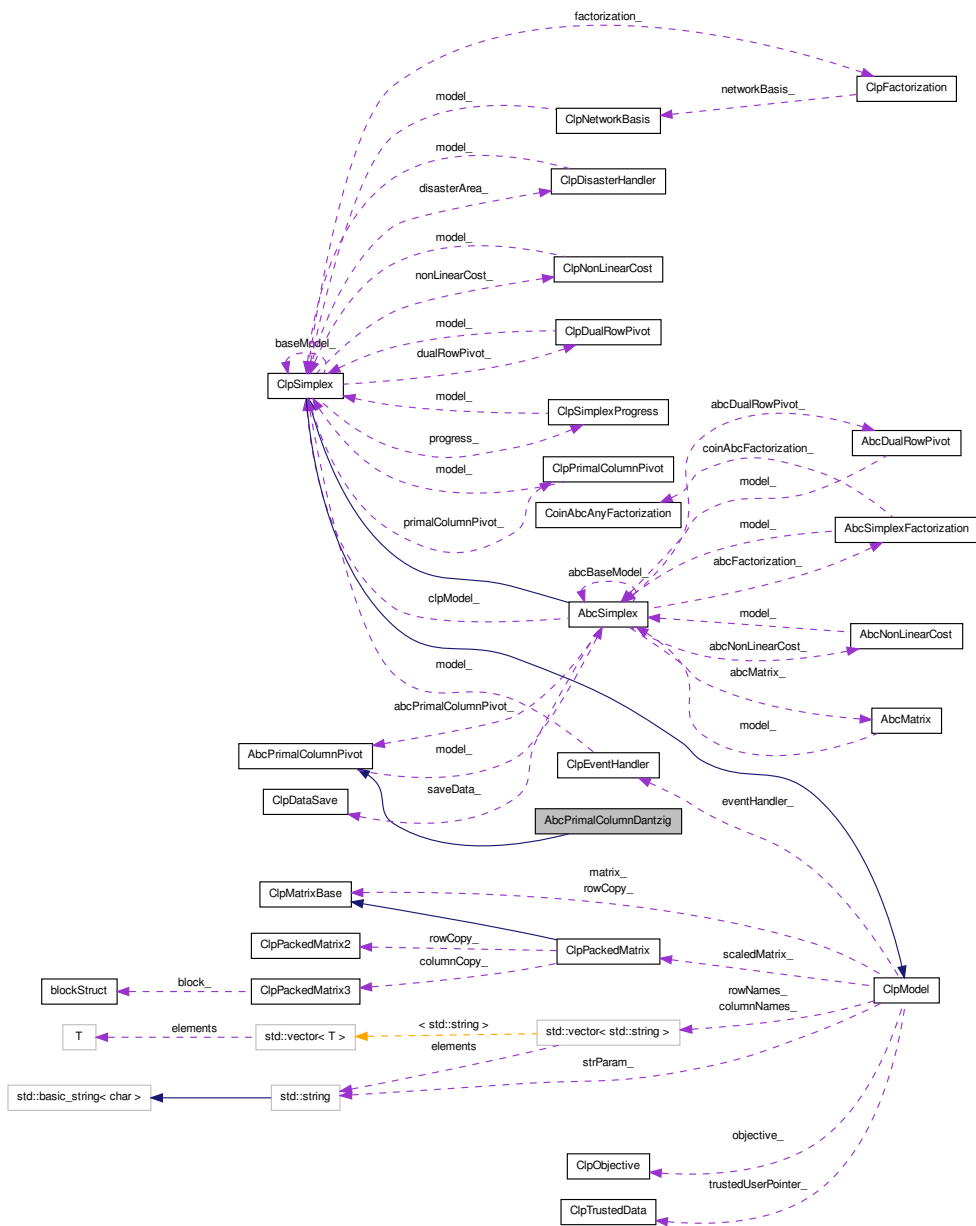 factorization_
ClpFactorization
networkBasis_
model_
ClpNetworkBasis
model_
ClpDisasterHandler
disasterArea_
model_
ClpNonLinearCost
nonLinearCost_
model_
ClpDualRowPivot
baseModel_
dualRowPivot_
ClpSimplex
model_
ClpSimplexProgress
abcDualRowPivot_
progress_
AbcDualRowPivot
coinAbcFactorization_
model_
ClpPrimalColumnPivot
model_
CoinAbcAnyFactorization
primalColumnPivot_
model_
AbcSimplexFactorization
abcBaseModel_
abcFactorization_
clpModel_
AbcSimplex
model_
AbcNonLinearCost
abcNonLinearCost_
model_
abcMatrix_
abcPrimalColumnPivot_
AbcMatrix
model_
AbcPrimalColumnPivot
model_
ClpEventHandler
saveData_
ClpDataSave
eventHandler_
AbcPrimalColumnDantzig
matrix_
rowCopy_
ClpMatrixBase
rowCopy_
ClpPackedMatrix2
ClpPackedMatrix
scaledMatrix_
columnCopy_
blockStruct
block_
ClpPackedMatrix3
ClpModel
rowNames_
columnNames_
T
elements
std::vector< T >
< std::string >
std::vector< std::string >
elements
strParam_
std::basic_string< char >
std::string
objective_
ClpObjective
trustedUserPointer_
ClpTrustedData